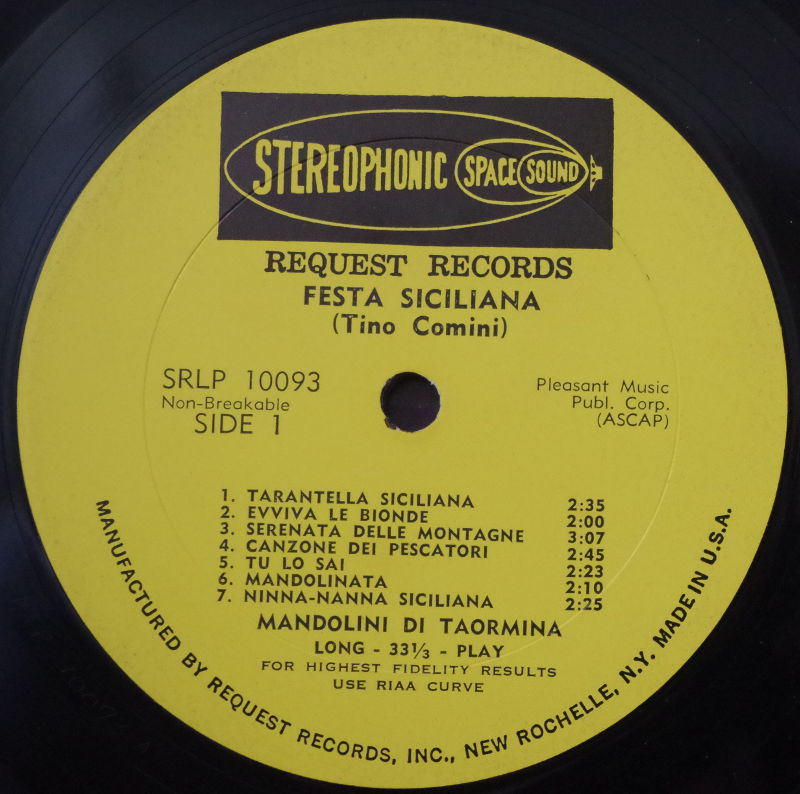 STEREOPHONIC SPACE SOUND
REQUEST RECORDS
FESTA SICILIANA
(Tino Comini)
SRLP 10093
Non-Breakable
SIDE 1
Pleasant Music
Publ. Corp.
(ASCAP)
1. TARANTELLA SICILIANA 2:35
2. EVVIVA LE BIONDE 2:00
3. SERENATA DELLE MONTAGNE 3:07
4. CANZONE DEI PESCATORI 2:45
5. TU LO SAI 2:23
6. MANDOLINATA 2:10
7. NINNA-NANNA SICILIANA 2:25
MANDOLINI DI TAORMINA
LONG - 33⅓ - PLAY
FOR HIGHEST FIDELITY RESULTS
USE RIAA CURVE
MANUFACTURED BY REQUEST RECORDS, INC., NEW ROCHELLE, N.Y. MADE IN U.S.A.